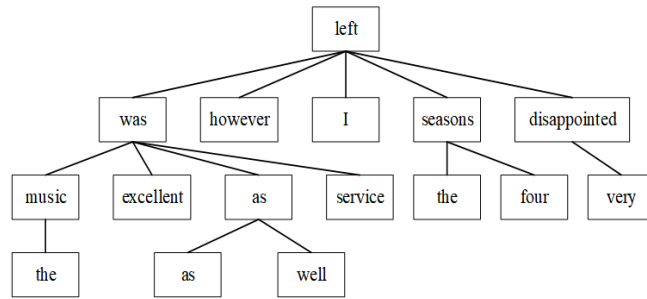 left
was however I seasons disappointed
music excellent as service the four very
the as well